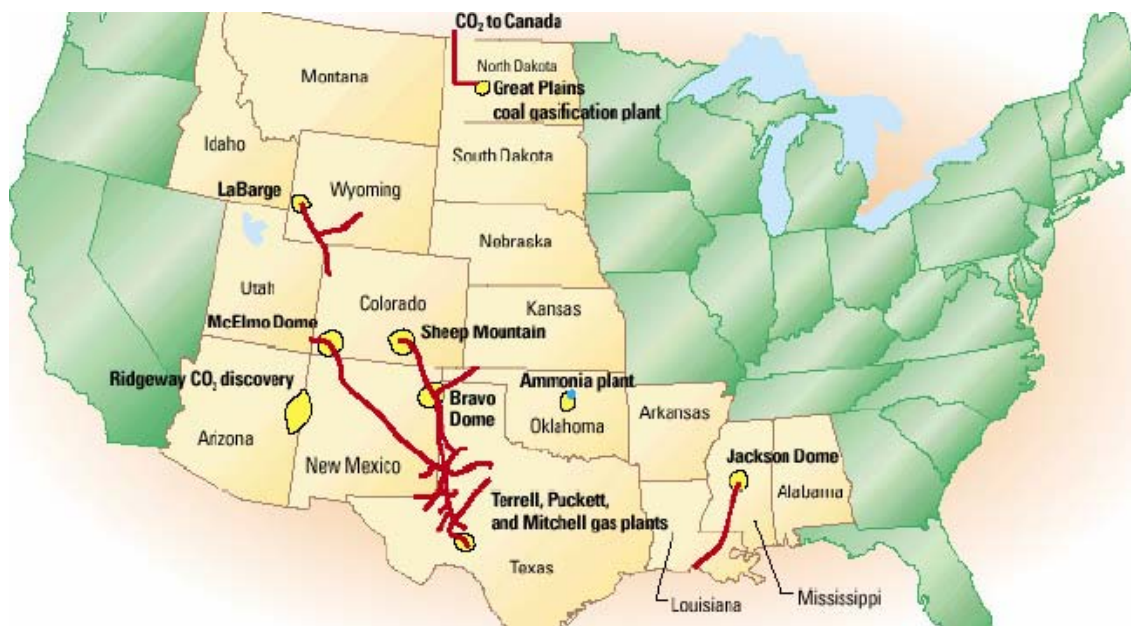 CO₂ to Canada
North Dakota
Montana
Great Plains
coal gasification plant
Idaho
South Dakota
LaBarge
Wyoming
Nebraska
Utah
Colorado
Kansas
McElmo Dome
Sheep Mountain
Ridgeway CO₂ discovery
Ammonia plant
Bravo
Dome
Arkansas
Oklahoma
Arizona
New Mexico
Jackson Dome
Alabama
Terrell, Puckett,
and Mitchell gas plants
Texas
Louisiana
Mississippi